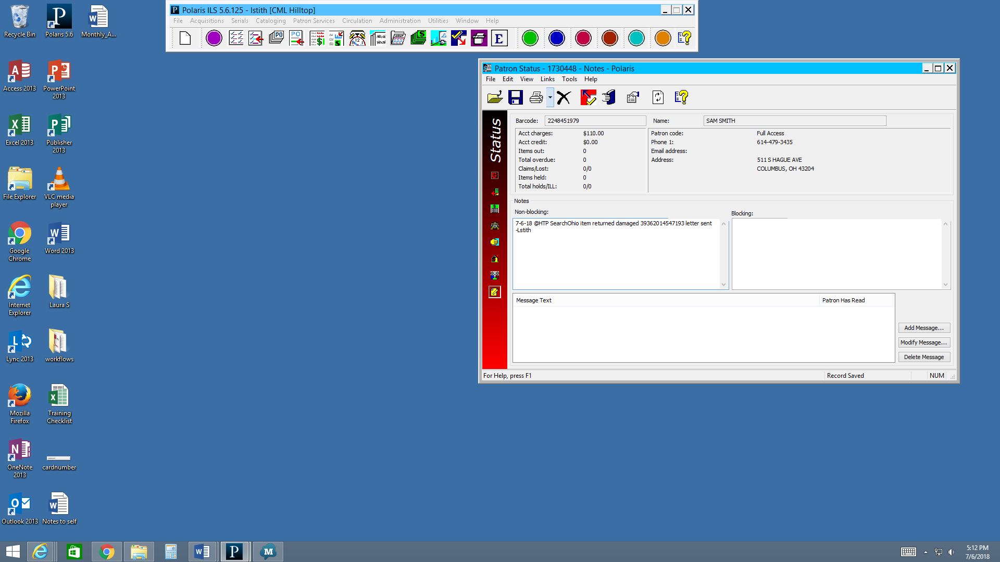 Recycle Bin
Polaris 5.6
Monthly_A...
Access 2013
PowerPoint
2013
Excel 2013
Publisher
2013
File Explorer
VLC media
player
Google
Chrome
Word 2013
Internet
Explorer
Laura S
Lync 2013
workflows
Mozilla
Firefox
Training
Checklist
OneNote
2013
cardnumber
Outlook 2013
Notes to self
Polaris ILS 5.6.125 - lstith [CML Hilltop]
File Acquisitions Serials Cataloging Patron Services Circulation Administration Utilities Window Help
Patron Status - 1730448 - Notes - Polaris
File Edit View Links Tools Help
Status
Barcode: 2248451979 Name: SAM SMITH
Acct charges: $110.00
Acct credit: $0.00
Items out: 0
Total overdue: 0
Claims/Lost: 0/0
Items held: 0
Total holds/ILL: 0/0
Patron code: Full Access
Phone 1: 614-479-3435
Email address:
Address: 511 S HAGUE AVE
COLUMBUS, OH 43204
Notes
Non-blocking:
7-6-18 @HTP SearchOhio item returned damaged 39362014547193 letter sent
-Lstith
Blocking:
Message Text Patron Has Read
Add Message...
Modify Message...
Delete Message
For Help, press F1 Record Saved NUM
5:12 PM
7/6/2018